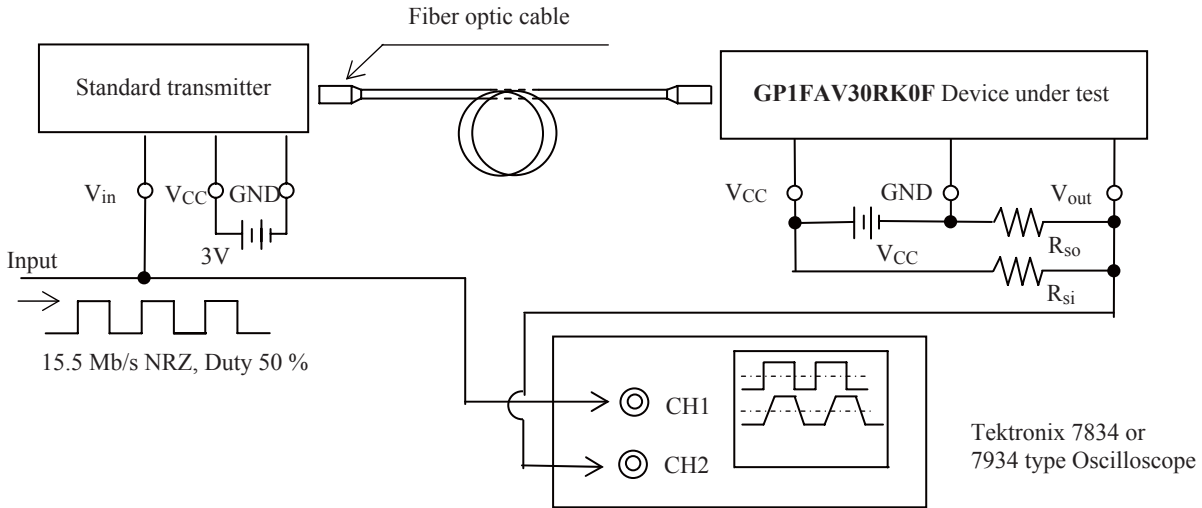 Fiber optic cable
Standard transmitter
GP1FAV30RK0F Device under test
Vin
VCC
GND
3V
VCC
GND
Vout
VCC
Rso
Rsi
Input
15.5 Mb/s NRZ, Duty 50 %
CH1
CH2
Tektronix 7834 or
7934 type Oscilloscope